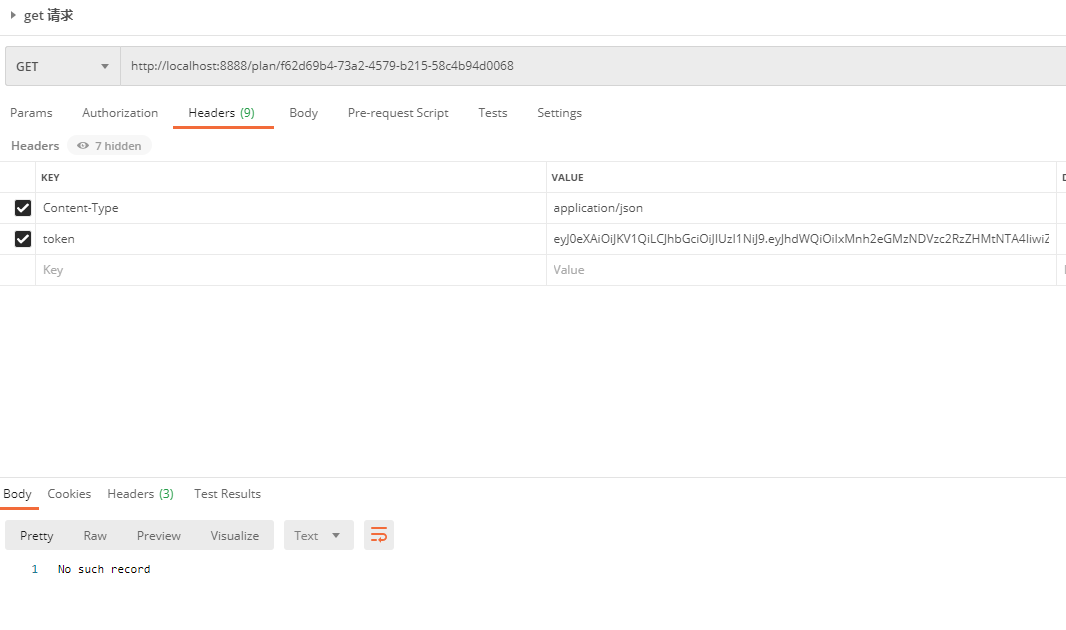 get 请求
GET http://localhost:8888/plan/f62d69b4-73a2-4579-b215-58c4b94d0068
Params Authorization Headers (9) Body Pre-request Script Tests Settings
Headers 7 hidden
KEY VALUE
Content-Type application/json
token eyJ0eXAiOiJKV1QiLCJhbGciOiJIUzI1NiJ9.eyJhdWQiOiIxMnh2eGMzNDVzc2RzZHMtNTA4IiwiZ
Key Value
Body Cookies Headers (3) Test Results
Pretty Raw Preview Visualize Text
1 No such record